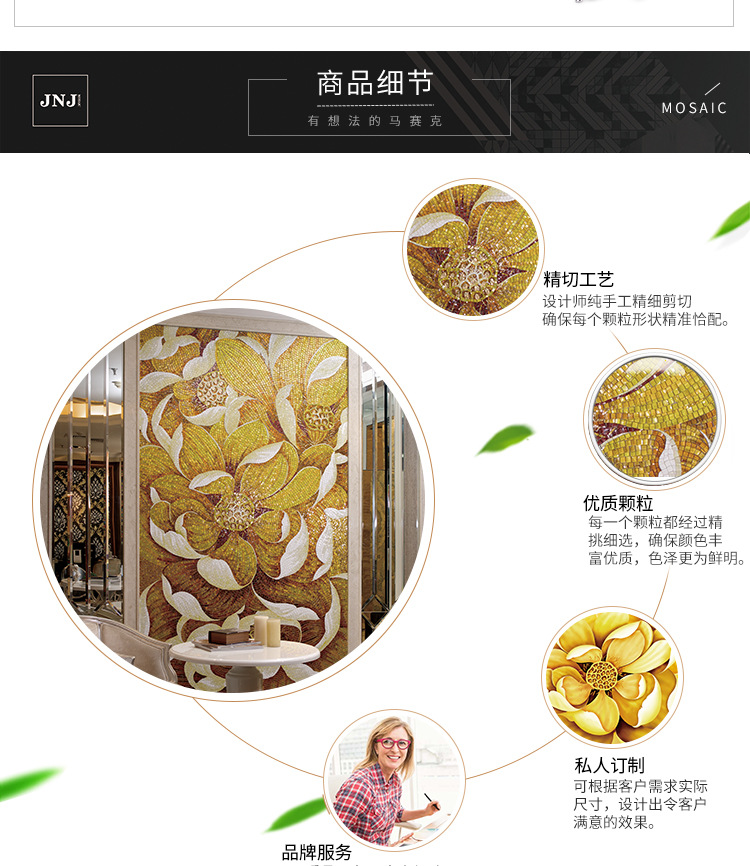 JNJ
商品细节
有想法的马赛克
MOSAIC
精切工艺
设计师纯手工精细剪切
确保每个颗粒形状精准恰配。
优质颗粒
每一个颗粒都经过精
挑细选，确保颜色丰
富优质，色泽更为鲜明。
私人订制
可根据客户需求实际
尺寸，设计出令客户
满意的效果。
品牌服务